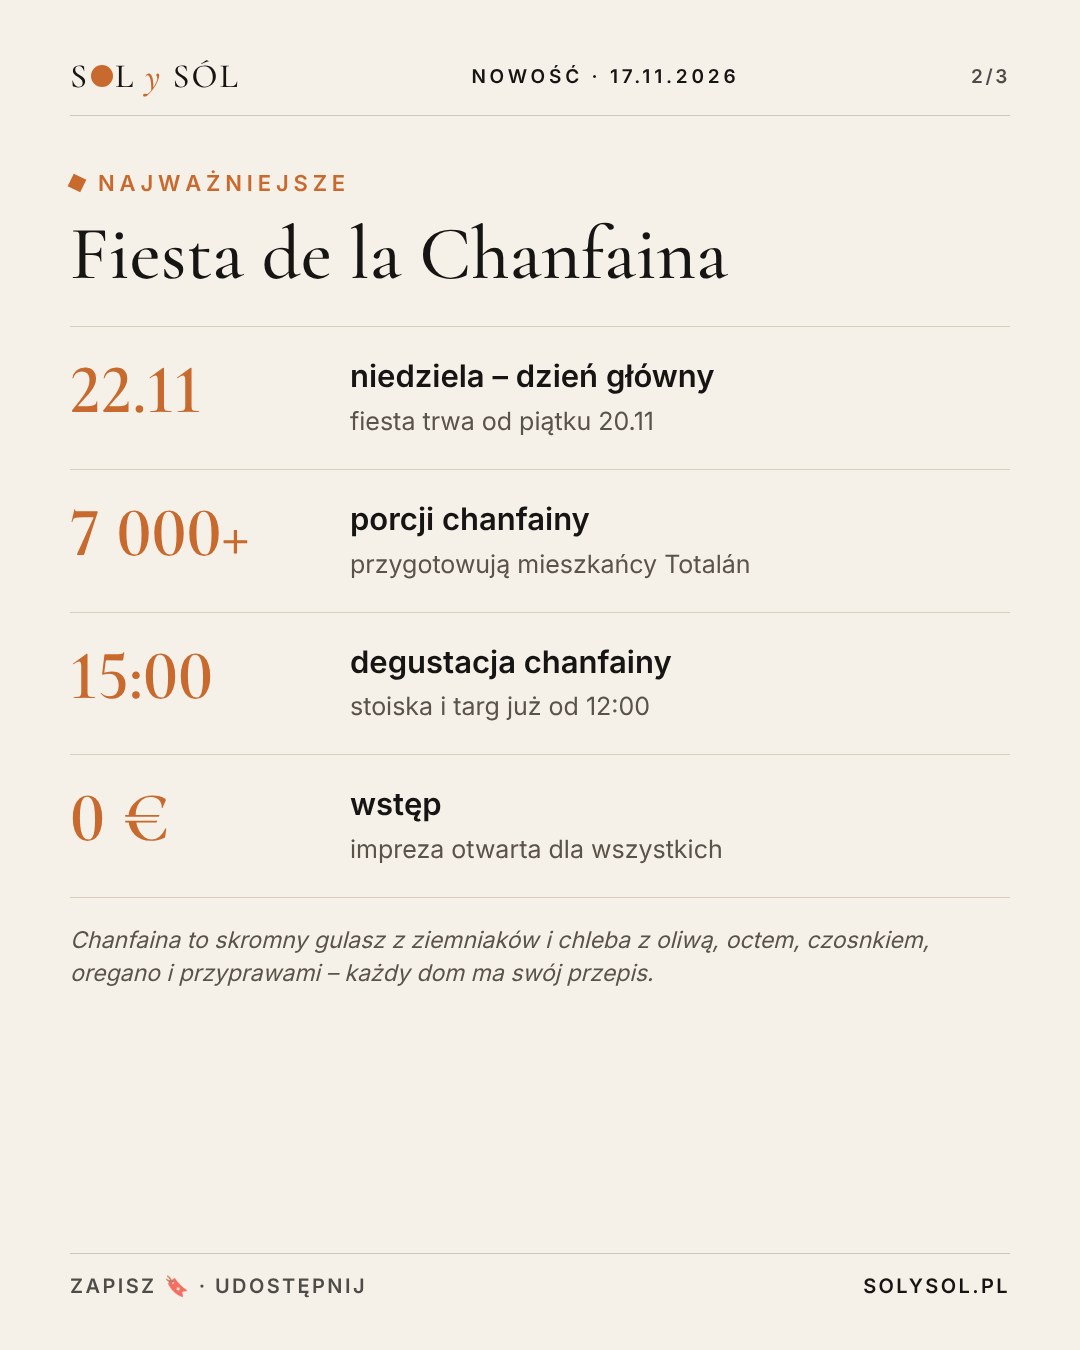 SOL y SÓL
NOWOŚĆ · 17.11.2026
2/3
NAJWAŻNIEJSZE
Fiesta de la Chanfaina
22.11
niedziela – dzień główny
fiesta trwa od piątku 20.11
7 000+
porcji chanfainy
przygotowują mieszkańcy Totalán
15:00
degustacja chanfainy
stoiska i targ już od 12:00
0 €
wstęp
impreza otwarta dla wszystkich
Chanfaina to skromny gulasz z ziemniaków i chleba z oliwą, octem, czosnkiem,
oregano i przyprawami – każdy dom ma swój przepis.
ZAPISZ 🔖 · UDOSTĘPNIJ
SOLYSOL.PL